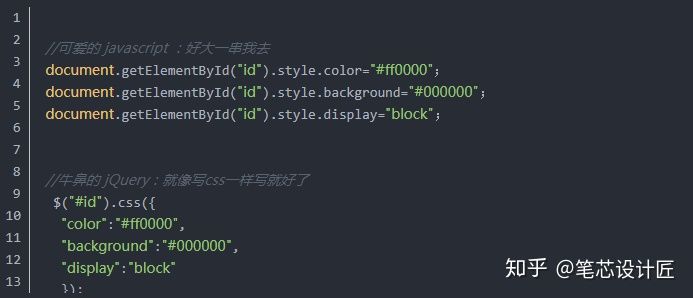 1
2 //可爱的 javascript ：好大一串我去
3 document.getElementById("id").style.color="#ff0000";
4 document.getElementById("id").style.background="#000000";
5 document.getElementById("id").style.display="block";
6
7
8 //牛鼻的 jQuery：就像写css一样写就好了
9 $("#id").css({
10 "color":"#ff0000",
11 "background":"#000000",
12 "display":"block"
13 });
知乎 @笔芯设计匠